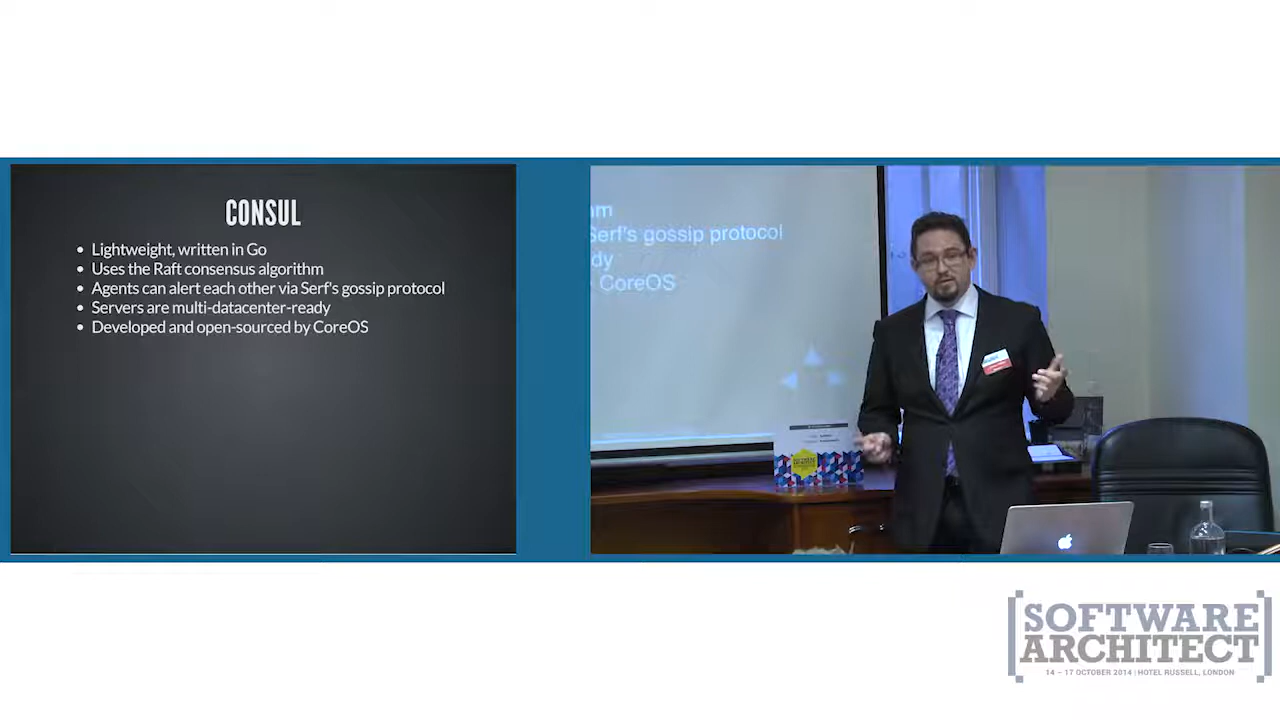 CONSUL
Lightweight, written in Go
Uses the Raft consensus algorithm
Agents can alert each other via Serf's gossip protocol
Servers are multi-datacenter-ready
Developed and open-sourced by CoreOS
Serf's gossip protocol
CoreOS
[SOFTWARE
ARCHITECT]
14 – 17 OCTOBER 2014 | HOTEL RUSSELL, LONDON